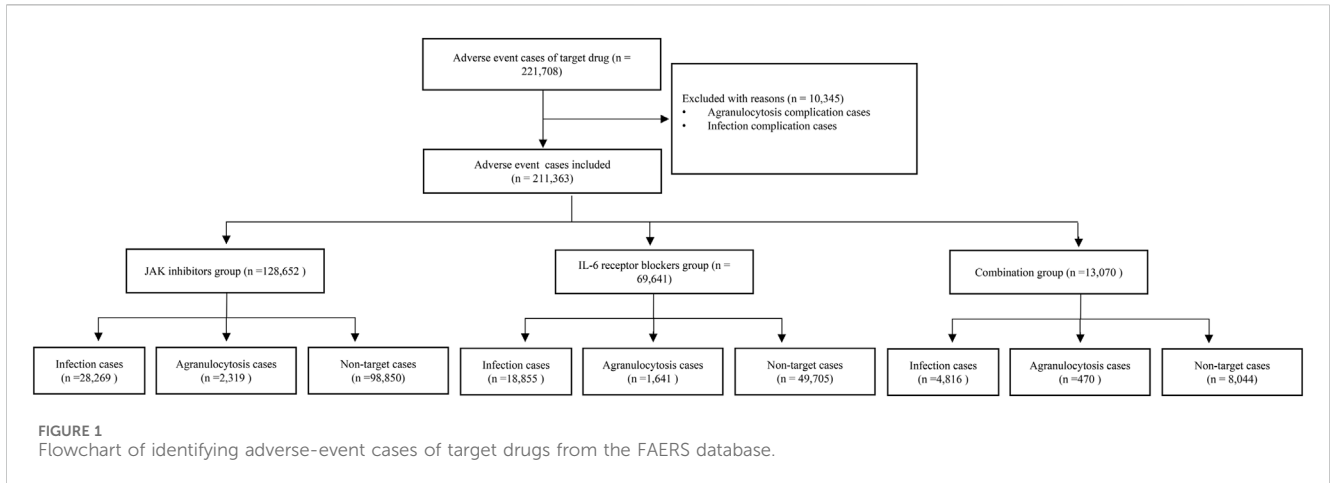 Adverse event cases of target drug (n =
221,708)
Excluded with reasons (n = 10,345)
• Agranulocytosis complication cases
• Infection complication cases
Adverse event cases included
(n = 211,363)
JAK inhibitors group (n =128,652 )
IL-6 receptor blockers group (n =
69,641)
Combination group (n =13,070 )
Infection cases
(n =28,269 )
Agranulocytosis cases
(n =2,319 )
Non-target cases
(n =98,850 )
Infection cases
(n =18,855 )
Agranulocytosis cases
(n =1,641 )
Non-target cases
(n = 49,705 )
Infection cases
(n =4,816 )
Agranulocytosis cases
(n =470 )
Non-target cases
(n = 8,044)
FIGURE 1
Flowchart of identifying adverse-event cases of target drugs from the FAERS database.